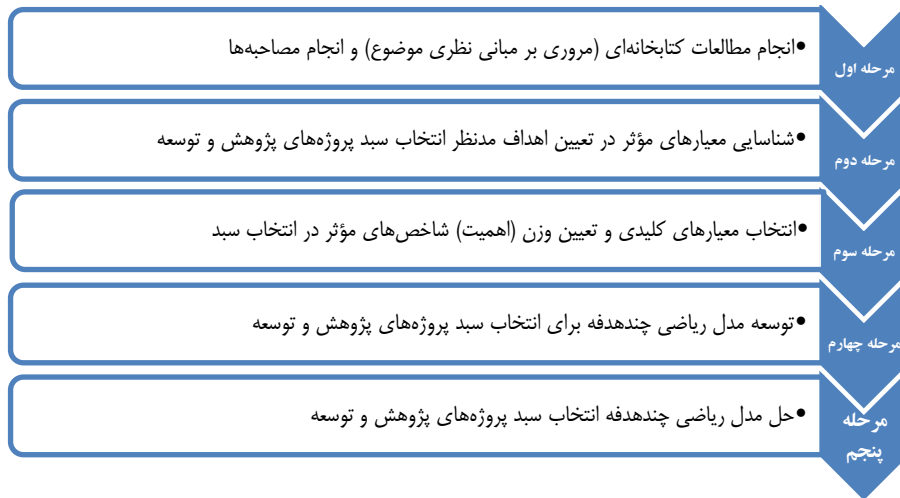 مرحله اول
•انجام مطالعات کتابخانه‌ای (مروری بر مبانی نظری موضوع) و انجام مصاحبه‌ها
مرحله دوم
•شناسایی معیارهای مؤثر در تعیین اهداف مدنظر انتخاب سبد پروژه‌های پژوهش و توسعه
مرحله سوم
•انتخاب معیارهای کلیدی و تعیین وزن (اهمیت) شاخص‌های مؤثر در انتخاب سبد
مرحله چهارم
•توسعه مدل ریاضی چندهدفه برای انتخاب سبد پروژه‌های پژوهش و توسعه
مرحله
پنجم
•حل مدل ریاضی چندهدفه انتخاب سبد پروژه‌های پژوهش و توسعه